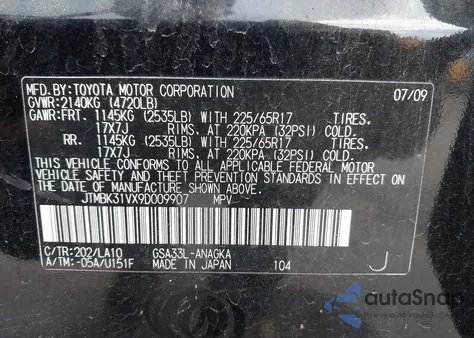 MFD.BY:TOYOTA MOTOR CORPORATION 07/09
GVWR:2140KG (4720LB)
GAWR:FRT. 1145KG (2535LB) WITH 225/65R17 TIRES,
17X7J RIMS, AT 220KPA (32PSI) COLD.
RR. 1145KG (2535LB) WITH 225/65R17 TIRES,
17X7J RIMS, AT 220KPA (32PSI) COLD.
THIS VEHICLE CONFORMS TO ALL APPLICABLE FEDERAL MOTOR
VEHICLE SAFETY AND THEFT PREVENTION STANDARDS IN EFFECT
ON THE DATE OF MANUFACTURE SHOWN ABOVE.
JTMBK31VX9D009907 MPV
C/TR:202/LA10 GSA33L-ANAGKA
A/TM:-05A/U151F MADE IN JAPAN 104 J
autoSnap